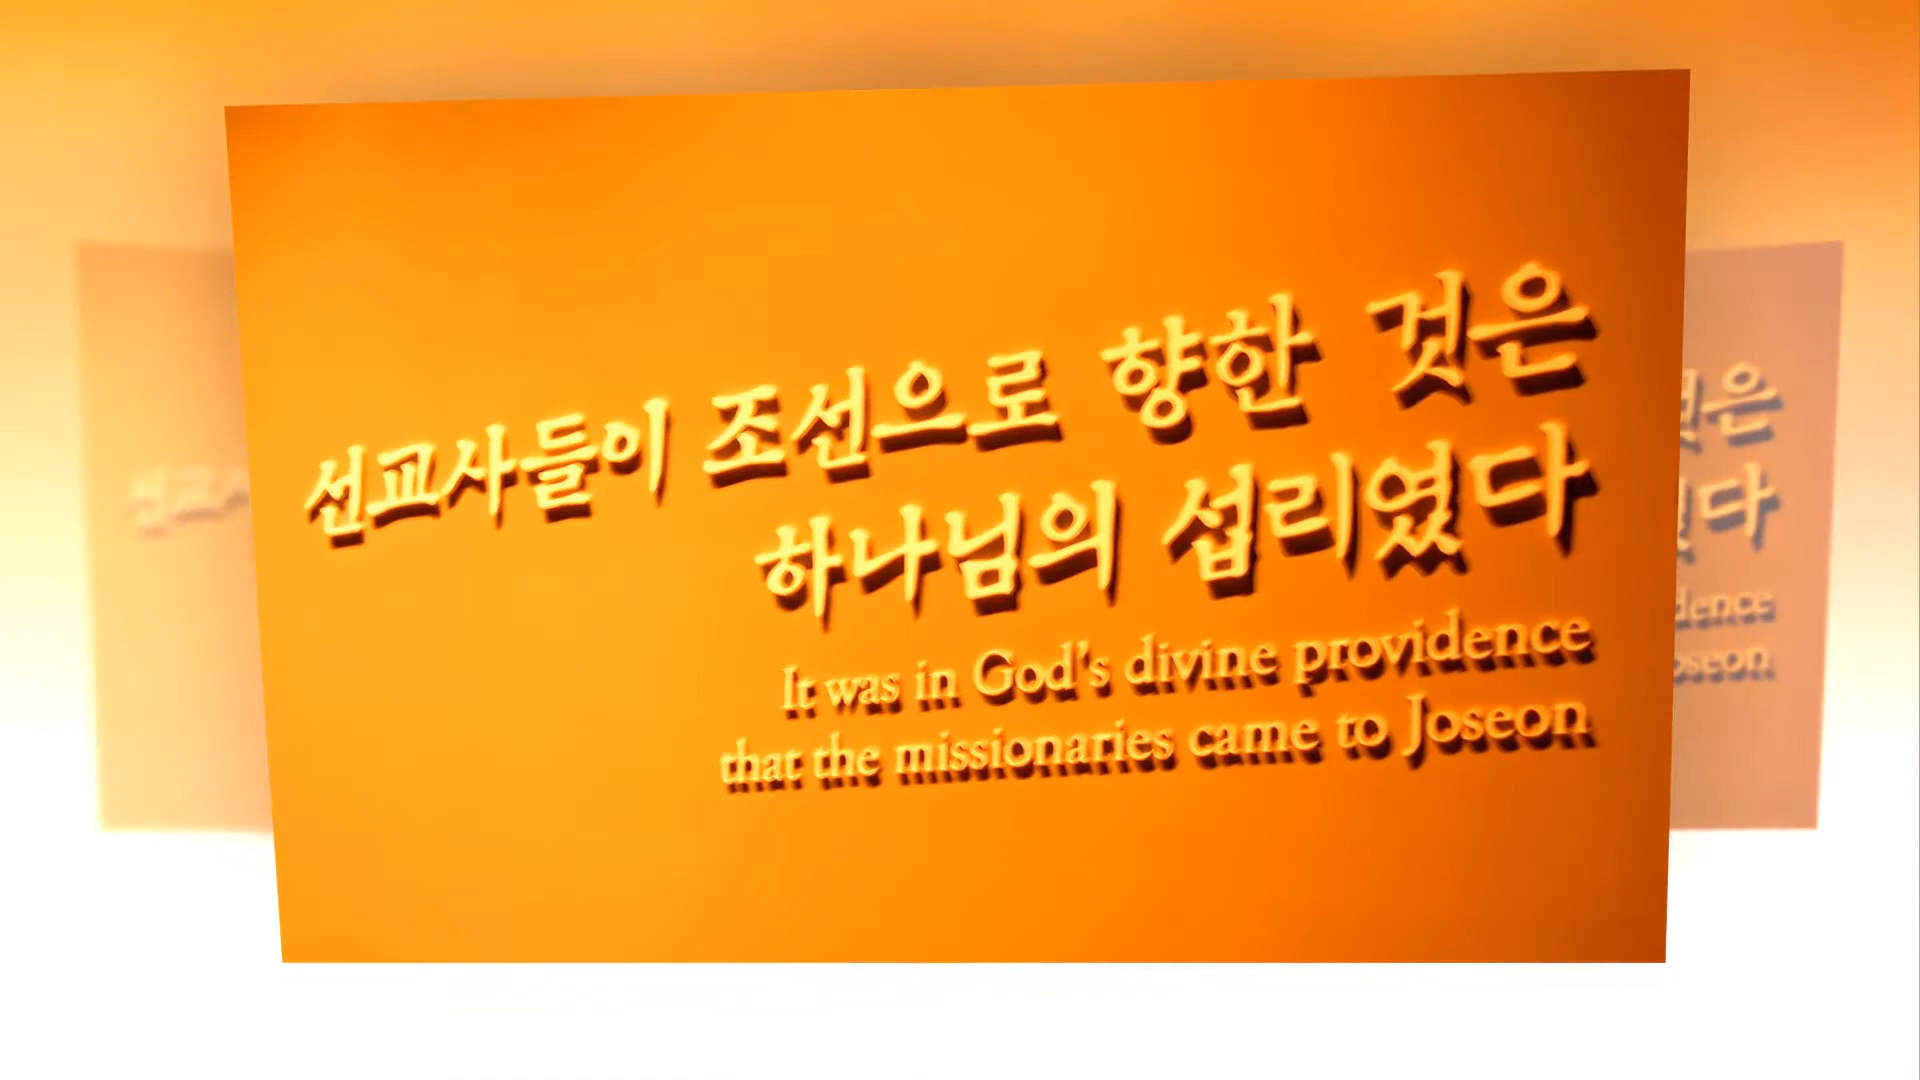 선교사들이 조선으로 향한 것은
하나님의 섭리였다
It was in God's divine providence
that the missionaries came to Joseon